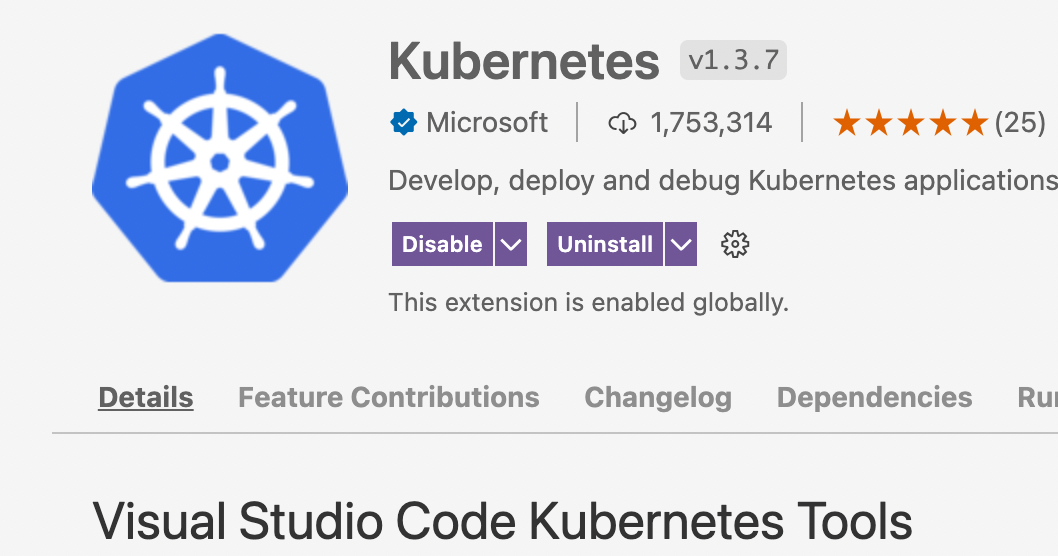 Kubernetes v1.3.7
Microsoft 1,753,314 (25)
Develop, deploy and debug Kubernetes applications
Disable Uninstall
This extension is enabled globally.
Details Feature Contributions Changelog Dependencies
Visual Studio Code Kubernetes Tools